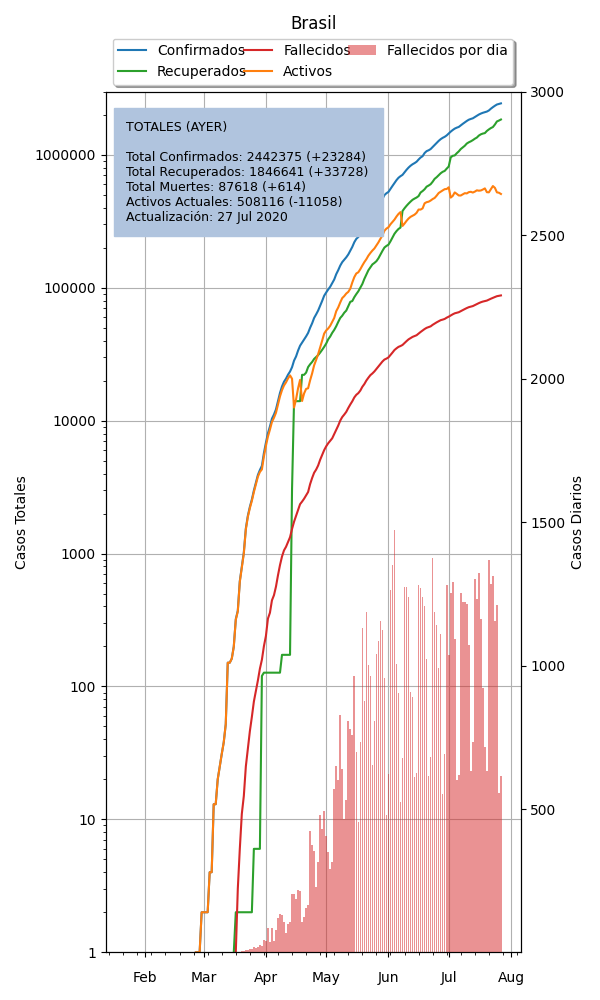 Brasil
Confirmados
Recuperados
Fallecidos
Activos
Fallecidos por dia
TOTALES (AYER)
Total Confirmados: 2442375 (+23284)
Total Recuperados: 1846641 (+33728)
Total Muertes: 87618 (+614)
Activos Actuales: 508116 (-11058)
Actualización: 27 Jul 2020
Casos Totales
1000000
100000
10000
1000
100
10
1
Casos Diarios
3000
2500
2000
1500
1000
500
Feb Mar Apr May Jun Jul Aug